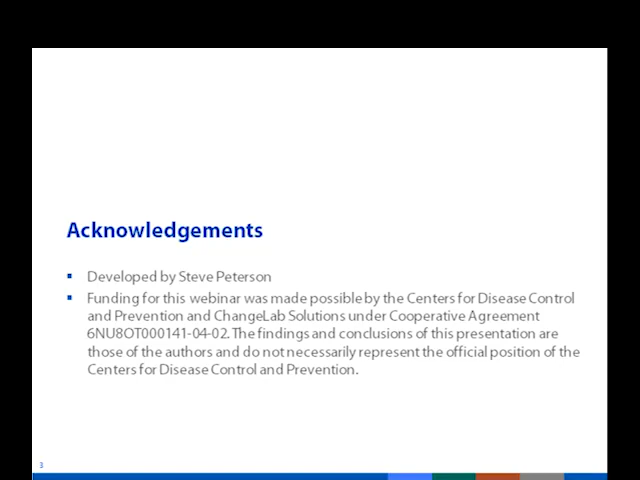 Acknowledgements
▪ Developed by Steve Peterson
▪ Funding for this webinar was made possible by the Centers for Disease Control
and Prevention and ChangeLab Solutions under Cooperative Agreement
6NU8OT000141-04-02. The findings and conclusions of this presentation are
those of the authors and do not necessarily represent the official position of the
Centers for Disease Control and Prevention.
3